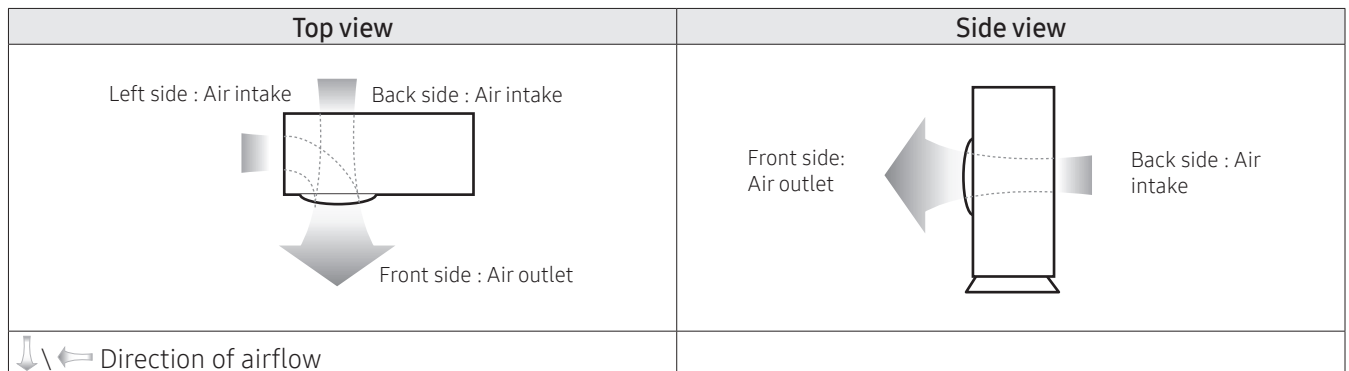 Top view
Side view
Left side : Air intake
Back side : Air intake
Front side : Air outlet
Front side:
Air outlet
Back side : Air
intake
\ Direction of airflow